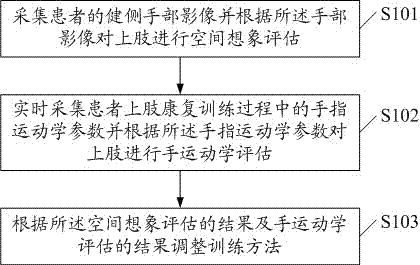 采集患者的健侧手部影像并根据所述手部
影像对上肢进行空间想象评估
S101
实时采集患者上肢康复训练过程中的手指
运动学参数并根据所述手指运动学参数对
上肢进行手运动学评估
S102
根据所述空间想象评估的结果及手运动学
评估的结果调整训练方法
S103